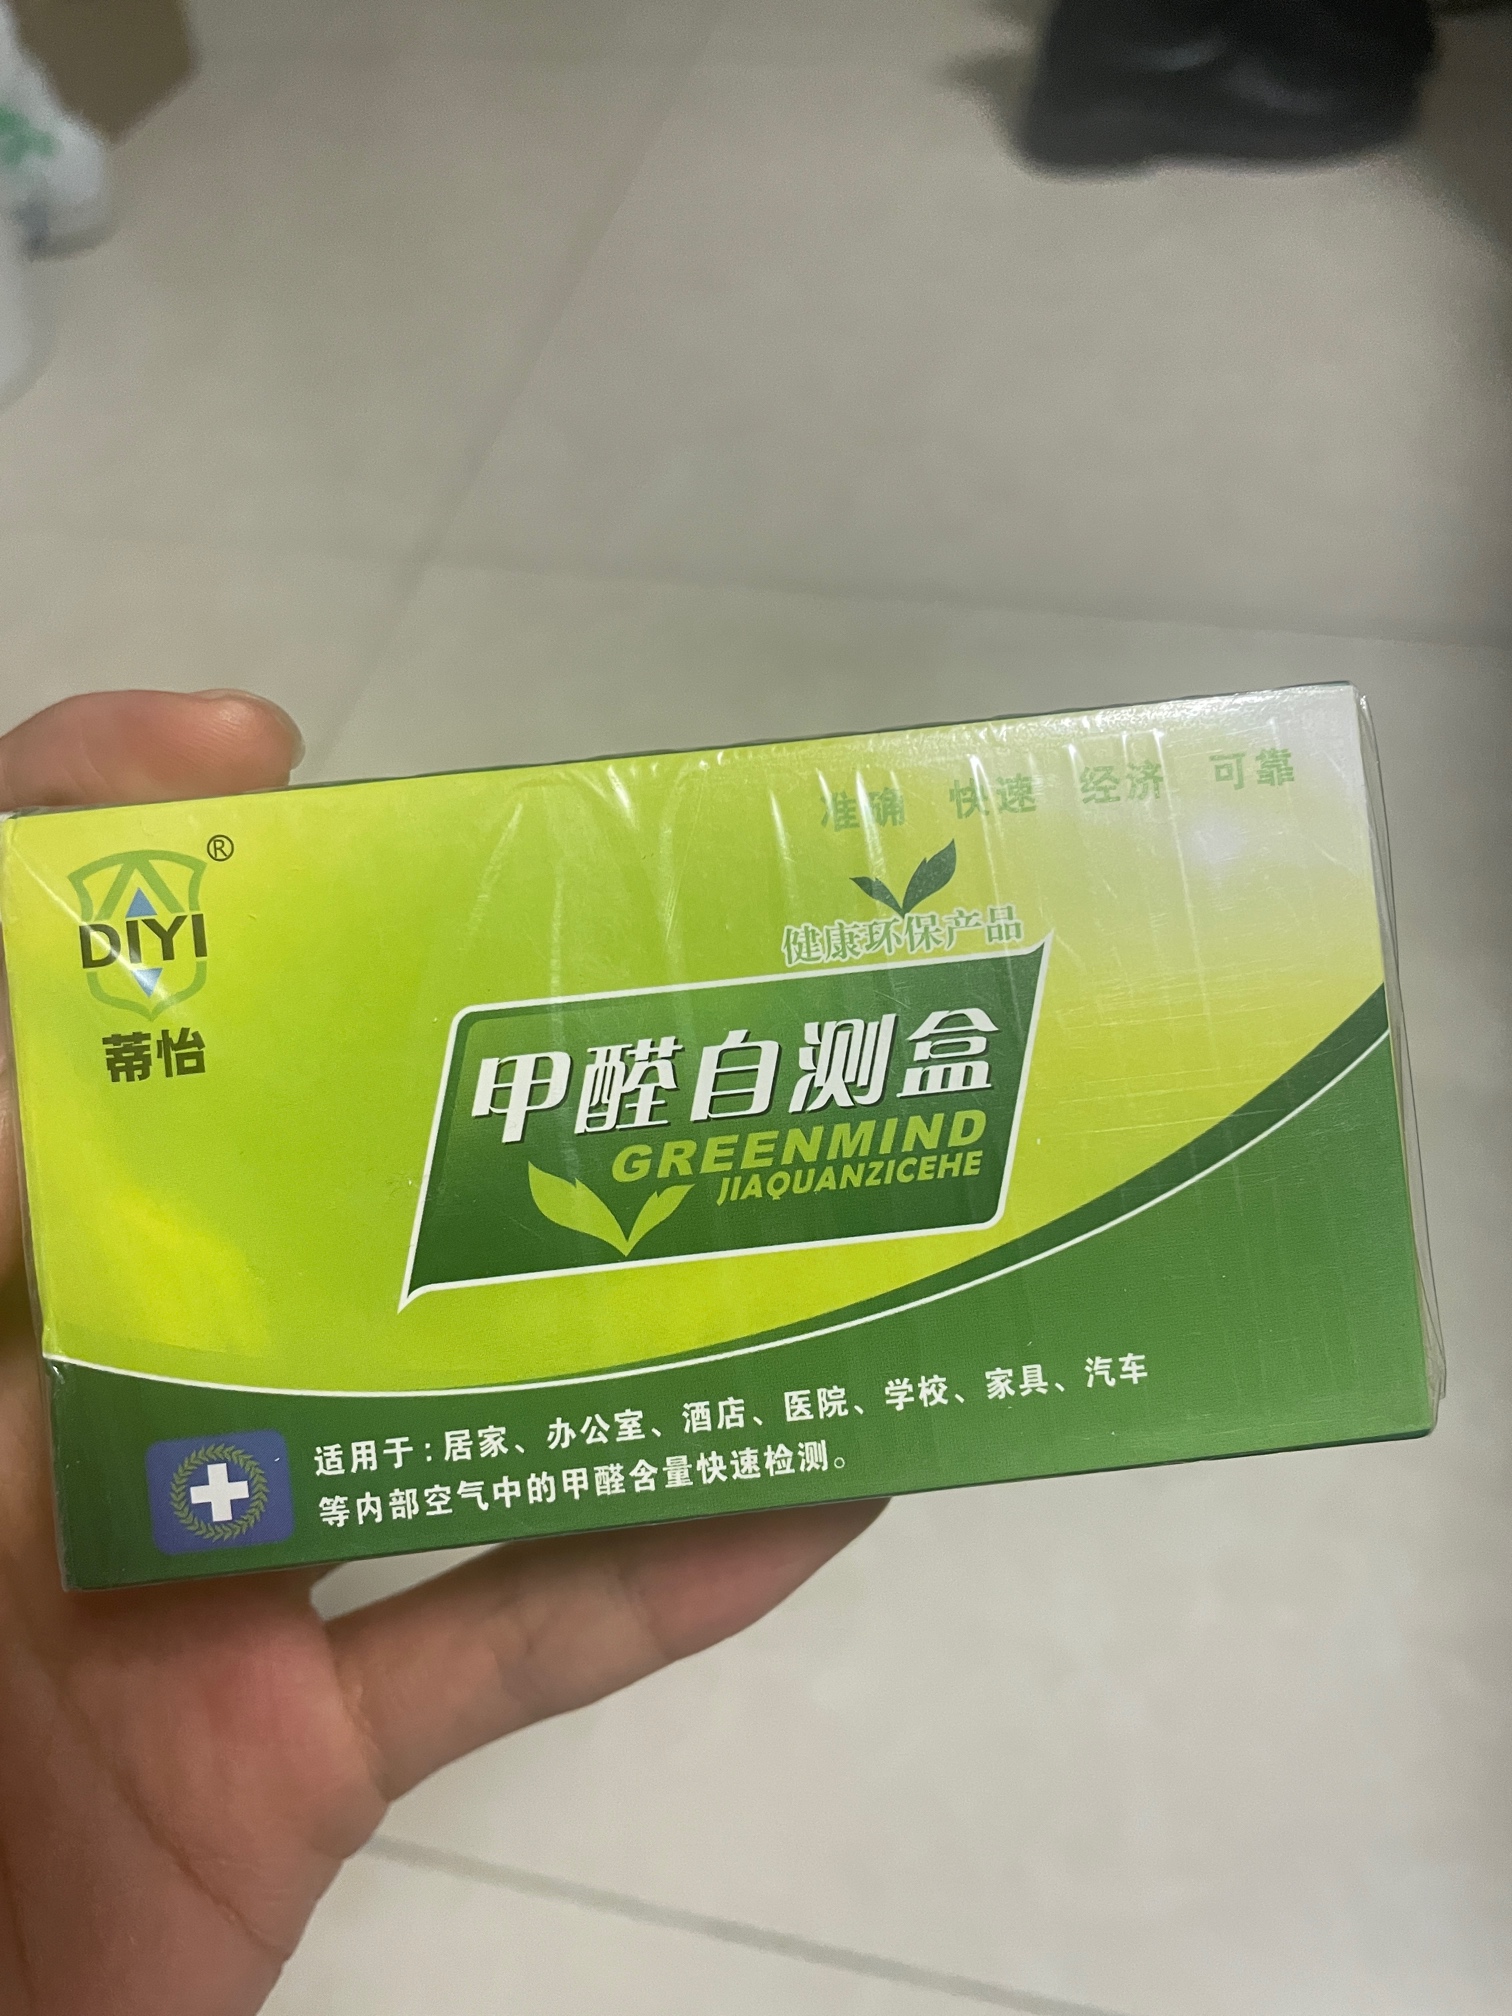 准确 快速 经济 可靠
®
DIYI
蒂怡
健康环保产品
甲醛自测盒
GREENMIND
JIAQUANZICEHE
适用于:居家、办公室、酒店、医院、学校、家具、汽车
等内部空气中的甲醛含量快速检测。